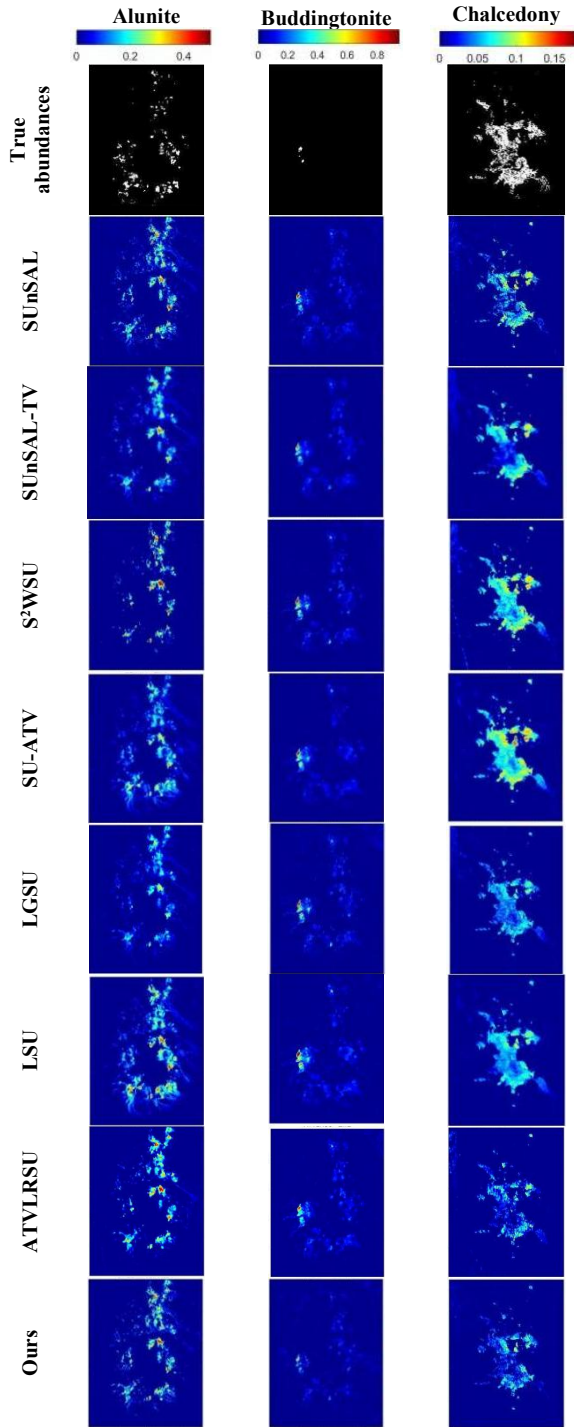 Alunite Buddingtonite Chalcedony
0 0.2 0.4 0 0.2 0.4 0.6 0.8 0 0.05 0.1 0.15
True
abundances
SUnSAL
SUnSAL-TV
S²WSU
SU-ATV
LGSU
LSU
ATVLRSU
Ours